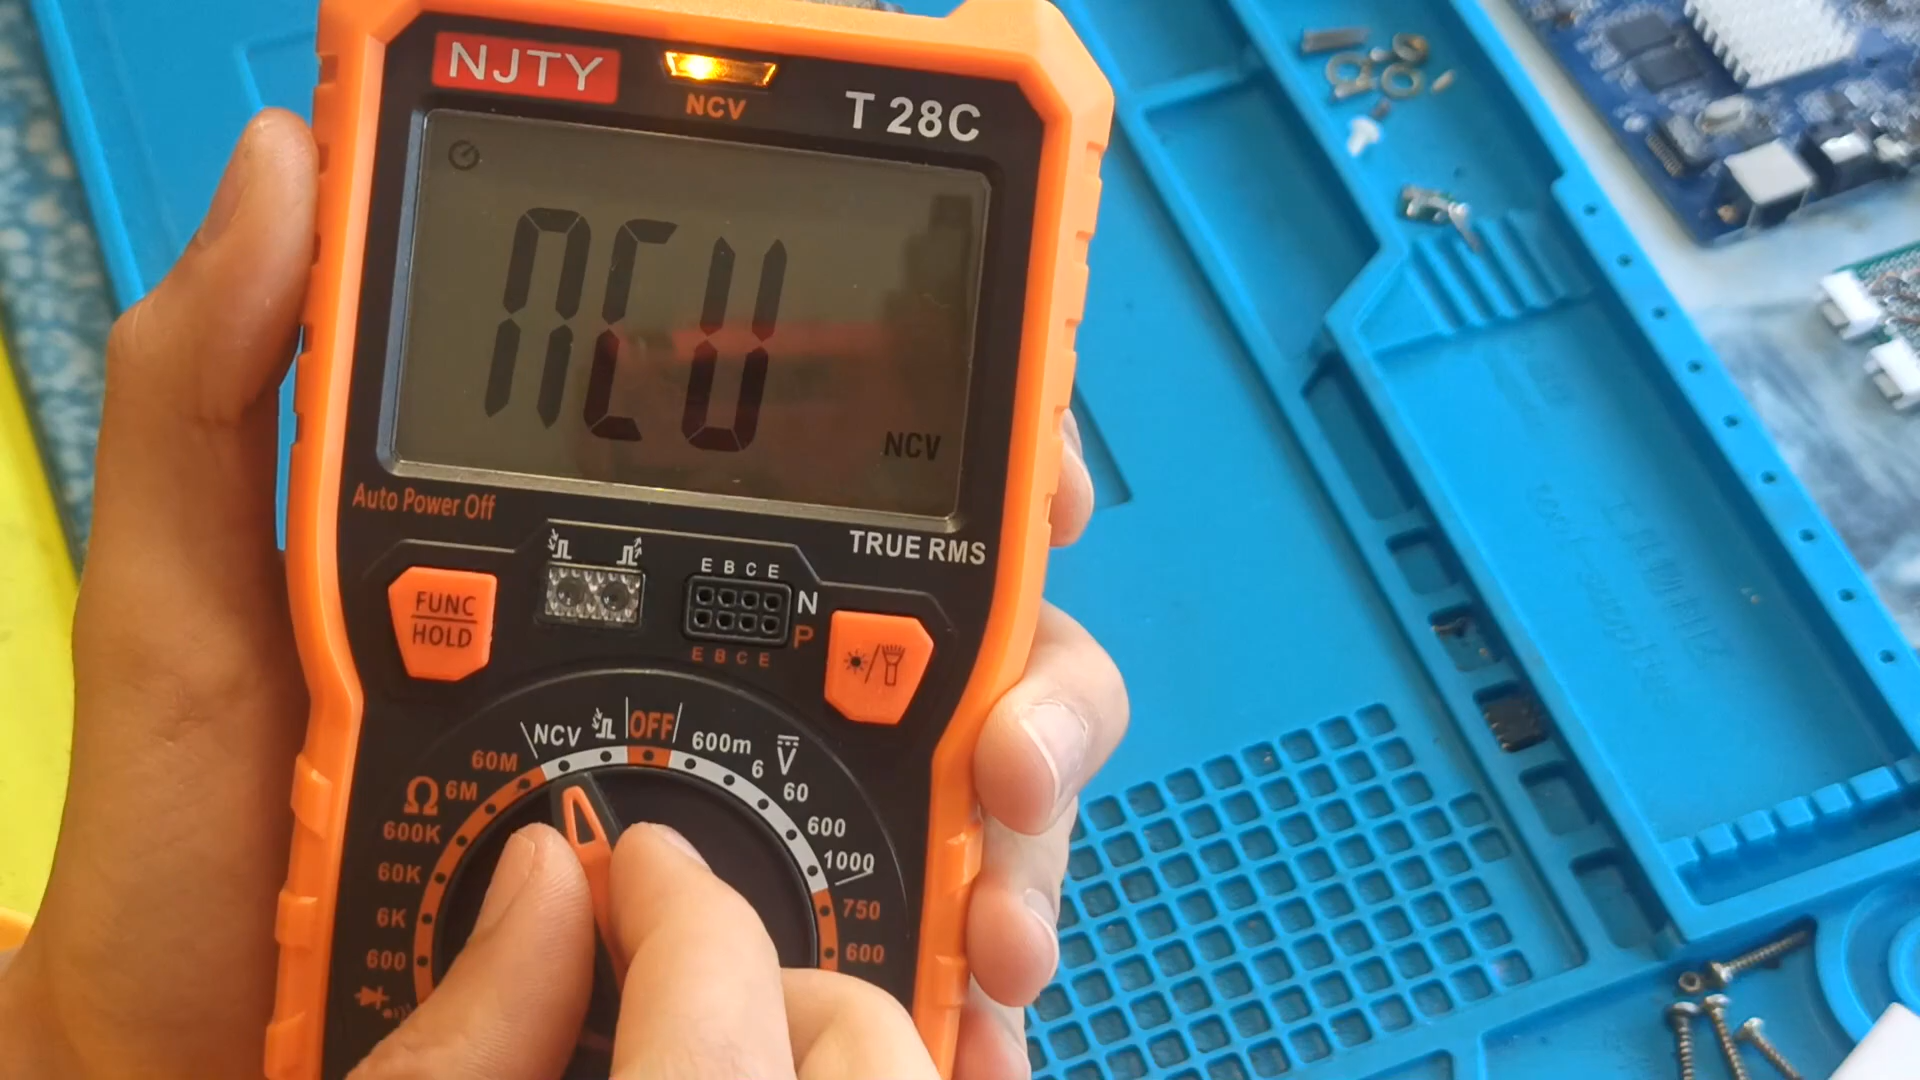 NJTY
NCV
T 28C
NCV
NCV
Auto Power Off
TRUE RMS
E B C E
N
P
E B C E
FUNC
HOLD
NCV
OFF
600m
V
6
60
600
1000
750
600
60M
6M
Ω
600K
60K
6K
600